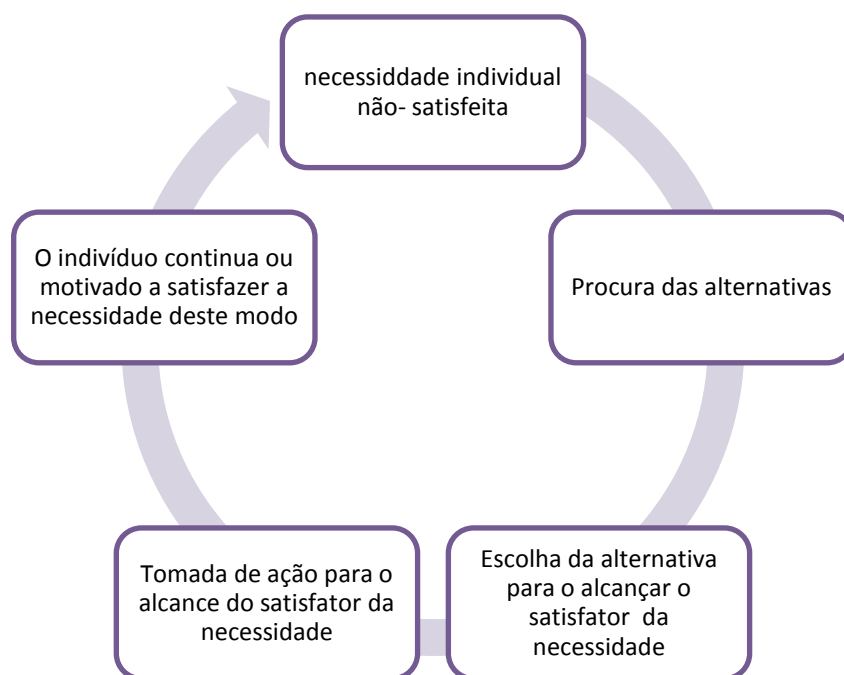 necessiddade individual
não- satisfeita
Procura das alternativas
Escolha da alternativa
para o alcançar o
satisfator da
necessidade
Tomada de ação para o
alcance do satisfator da
necessidade
O indivíduo continua ou
motivado a satisfazer a
necessidade deste modo